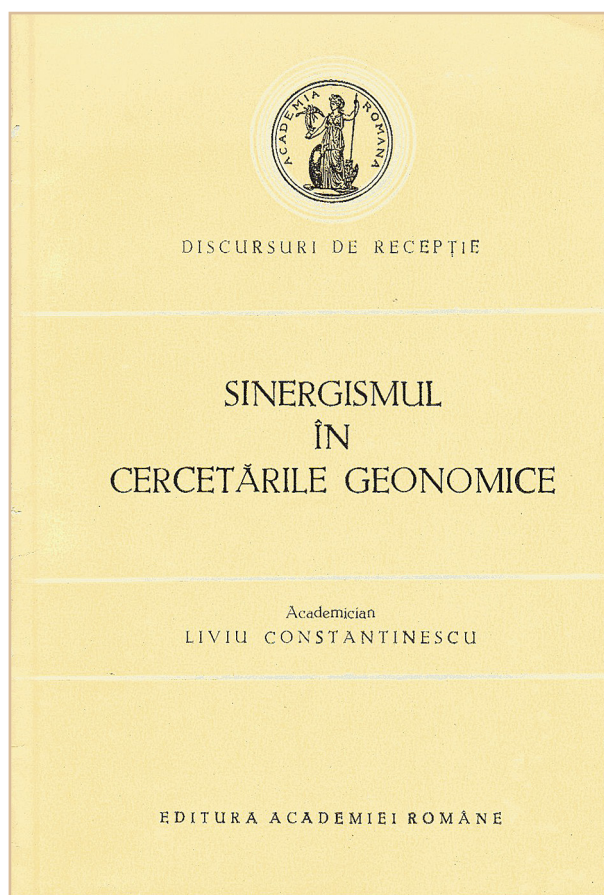 ACADEMIA ROMANA
DISCURSURI DE RECEPȚIE
SINERGISMUL
ÎN
CERCETĂRILE GEONOMICE
Academician
LIVIU CONSTANTINESCU
EDITURA ACADEMIEI ROMÂNE